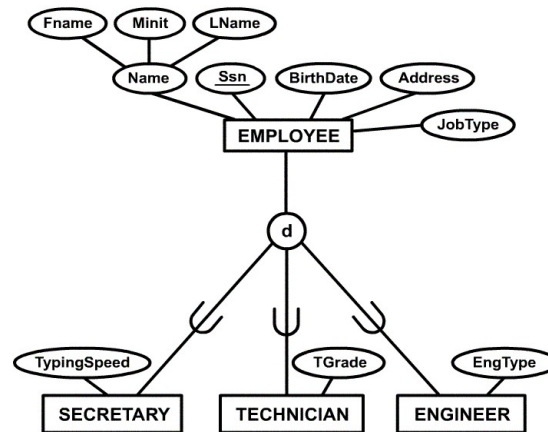 Fname Minit LName
Name Ssn BirthDate Address
EMPLOYEE JobType
d
TypingSpeed TGrade EngType
SECRETARY TECHNICIAN ENGINEER